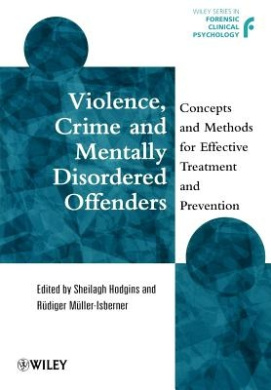 WILEY SERIES IN
FORENSIC
CLINICAL
PSYCHOLOGY
Violence,
Crime and
Mentally
Disordered
Offenders
Concepts
and Methods
for Effective
Treatment
and
Prevention
Edited by Sheilagh Hodgins and
Rüdiger Müller-Isberner
WILEY